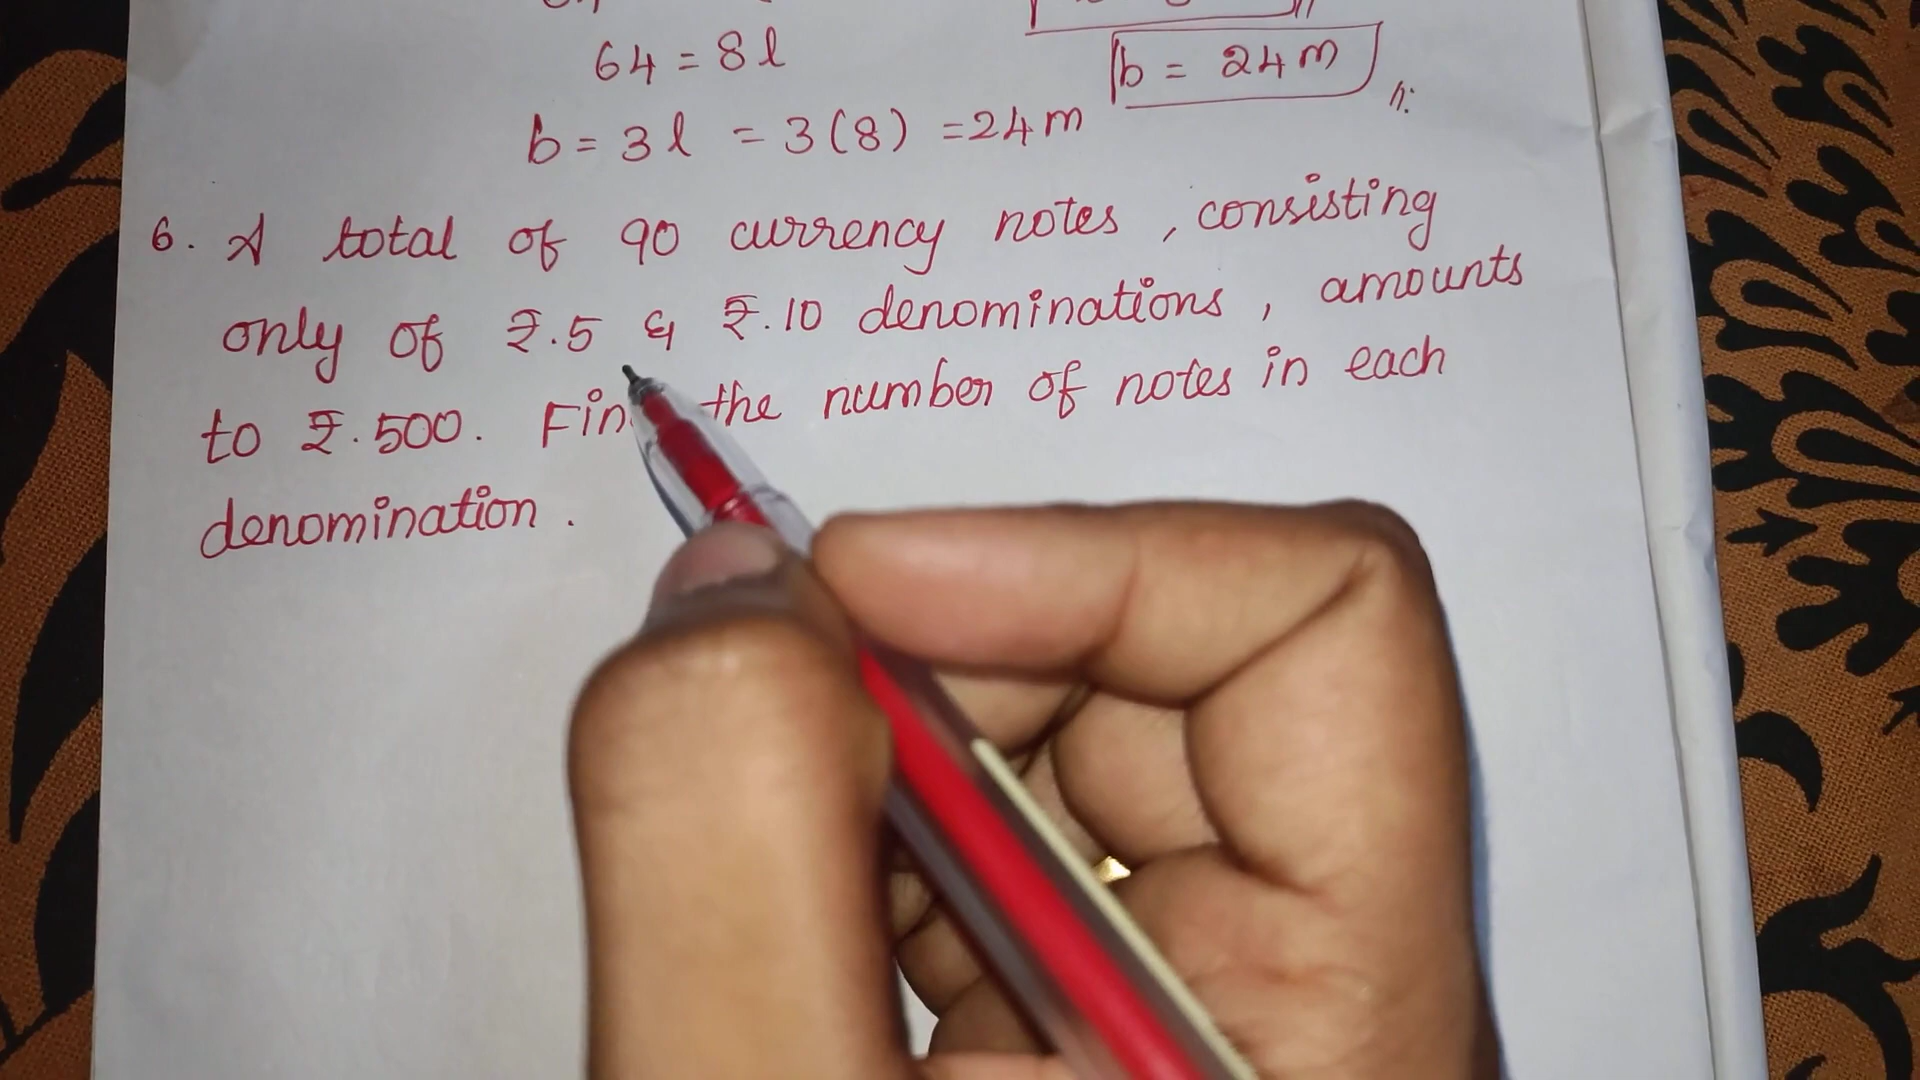 64 = 8l
b = 24m
b = 3l = 3(8) = 24m
6. A total of 90 currency notes, consisting
only of ₹.5 & ₹.10 denominations, amounts
to ₹.500. Find the number of notes in each
denomination.